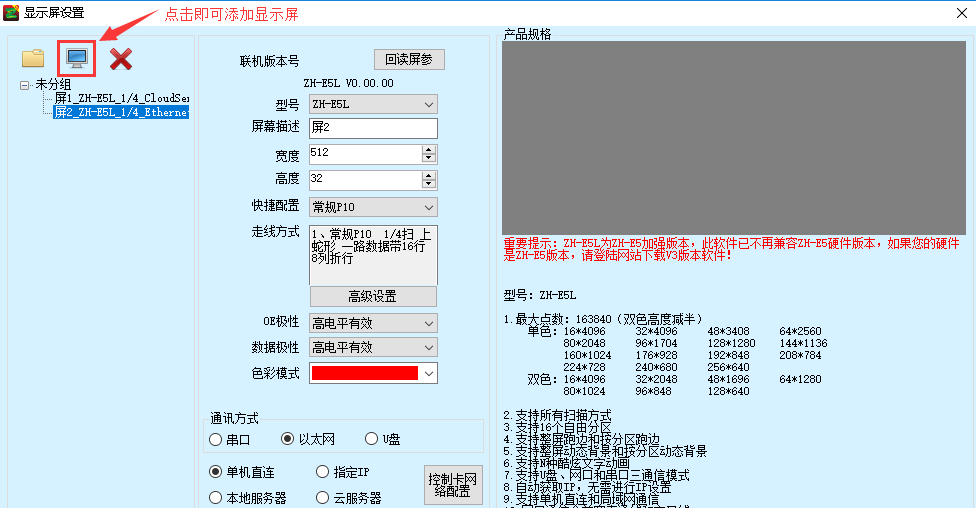 显示屏设置
点击即可添加显示屏
未分组
屏1_ZH-E5L_1/4_CloudSer
屏2_ZH-E5L_1/4_Ethernet
联机版本号
回读屏参
ZH-E5L V0.00.00
型号
ZH-E5L
屏幕描述
屏2
宽度
512
高度
32
快捷配置
常规P10
走线方式
1、常规P10 1/4扫 上
蛇形 一路数据带16行
8列折行
高级设置
OE极性
高电平有效
数据极性
高电平有效
色彩模式
通讯方式
串口
以太网
U盘
单机直连
指定IP
本地服务器
云服务器
控制卡网
络配置
产品规格
重要提示：ZH-E5L为ZH-E5加强版本，此软件已不再兼容ZH-E5硬件版本，如果您的硬件
是ZH-E5版本，请登陆网站下载V3版本软件！
型号：ZH-E5L
1.最大点数：163840（双色高度减半）
单色：16*4096 32*4096 48*3408 64*2560
80*2048 96*1704 128*1280 144*1136
160*1024 176*928 192*848 208*784
224*728 240*680 256*640
双色：16*4096 32*2048 48*1696 64*1280
80*1024 96*848 128*640
2.支持所有扫描方式
3.支持16个自由分区
4.支持整屏跑边和按分区跑边
5.支持整屏动态背景和按分区动态背景
6.支持N种酷炫文字动画
7.支持U盘、网口和串口三通信模式
8.自动获取IP，无需进行IP设置
9.支持单机直连和局域网通信